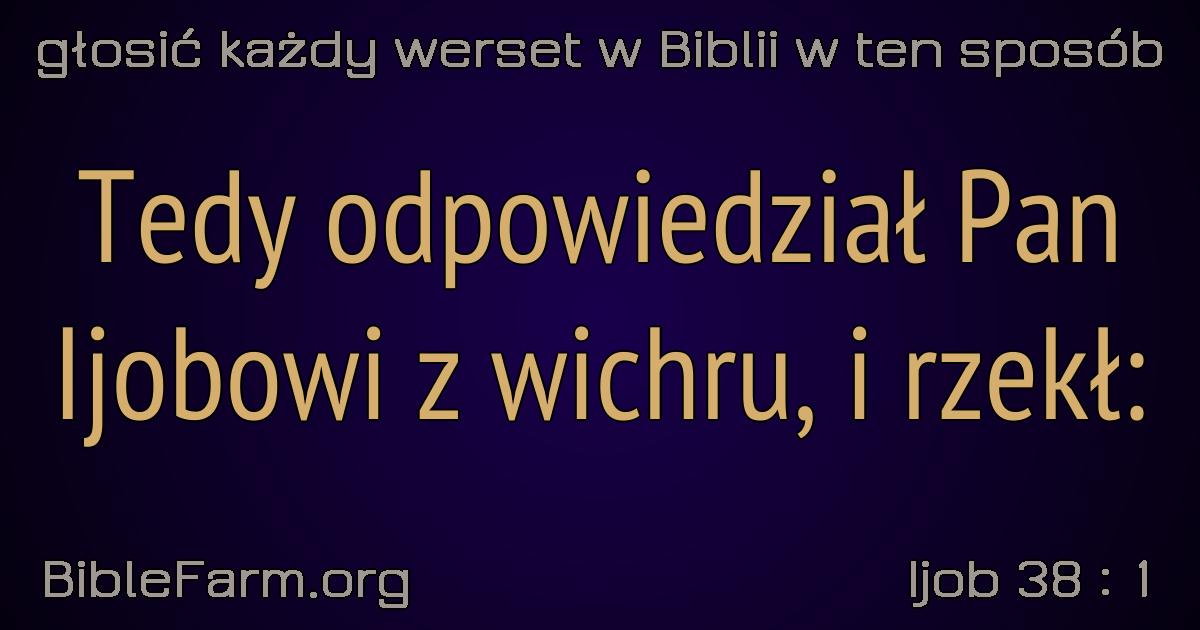 głosić każdy werset w Biblii w ten sposób
Tedy odpowiedział Pan
Ijobowi z wichru, i rzekł:
BibleFarm.org
Ijob 38 : 1